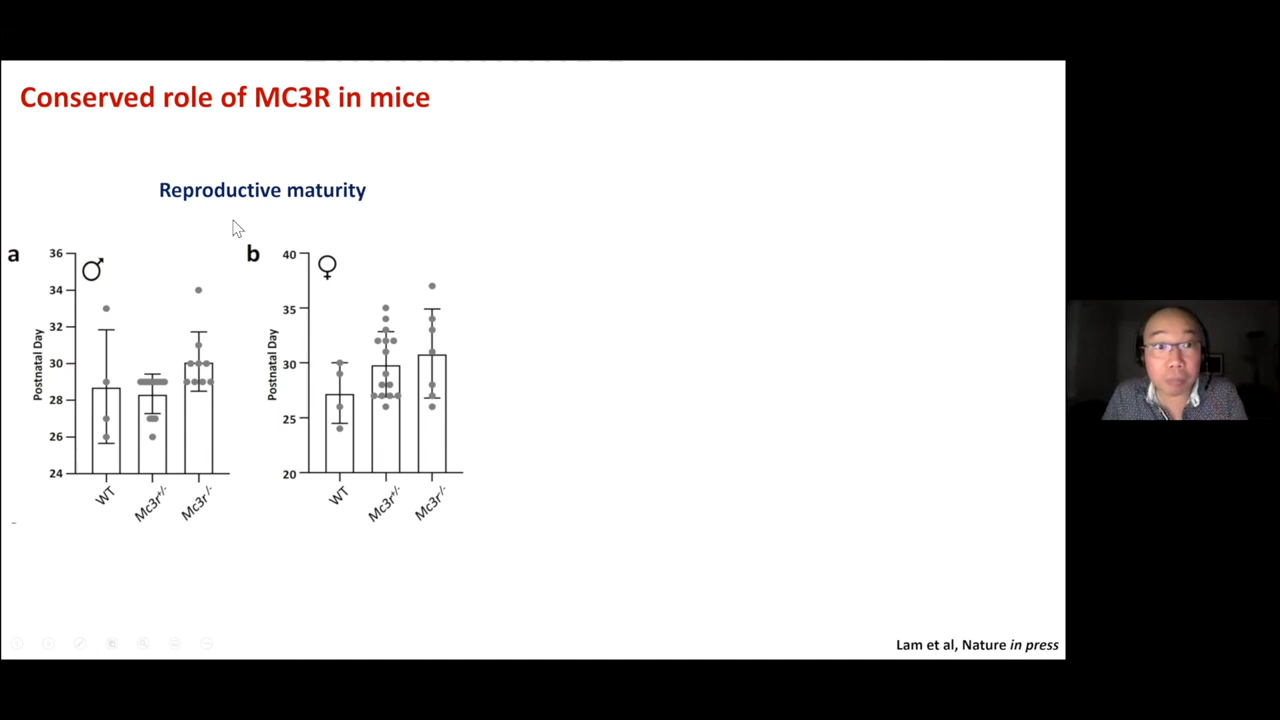 Conserved role of MC3R in mice
Reproductive maturity
a
36
34
32
30
28
26
24
Postnatal Day
♂
WT
Mc3r+/-
Mc3r-/-
b
40
35
30
25
20
Postnatal Day
♀
WT
Mc3r+/-
Mc3r-/-
Lam et al, Nature in press